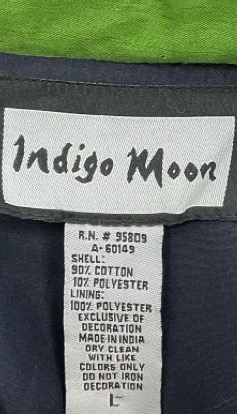 Indigo Moon
R.N. # 95809
A-60149
SHELL:
90% COTTON
10% POLYESTER
LINING:
100% POLYESTER
EXCLUSIVE OF
DECORATION
MADE IN INDIA
DRY CLEAN
WITH LIKE
COLORS ONLY
DO NOT IRON
DECORATION
L